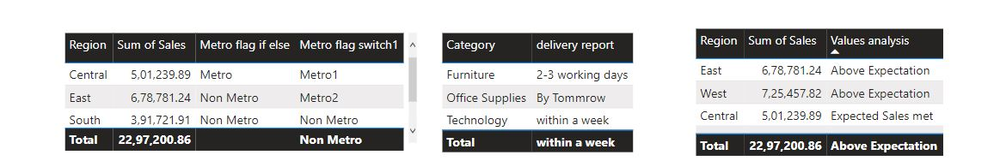 Region Sum of Sales Metro flag if else Metro flag switch1
Central 5,01,239.89 Metro Metro1
East 6,78,781.24 Non Metro Metro2
South 3,91,721.91 Non Metro Non Metro
Total 22,97,200.86 Non Metro
Category delivery report
Furniture 2-3 working days
Office Supplies By Tommrow
Technology within a week
Total within a week
Region Sum of Sales Values analysis
East 6,78,781.24 Above Expectation
West 7,25,457.82 Above Expectation
Central 5,01,239.89 Expected Sales met
Total 22,97,200.86 Above Expectation